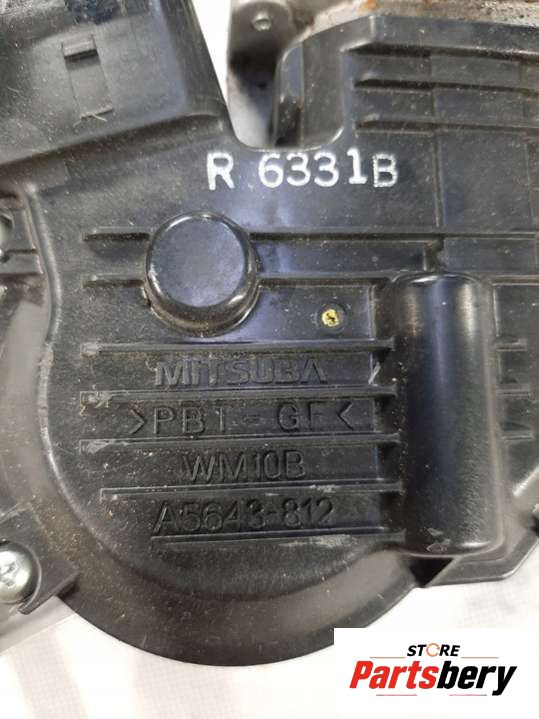 R 6331B
MITSUBA
>PBT-GF<
WM10B
A5643-812
STORE
Partsbery